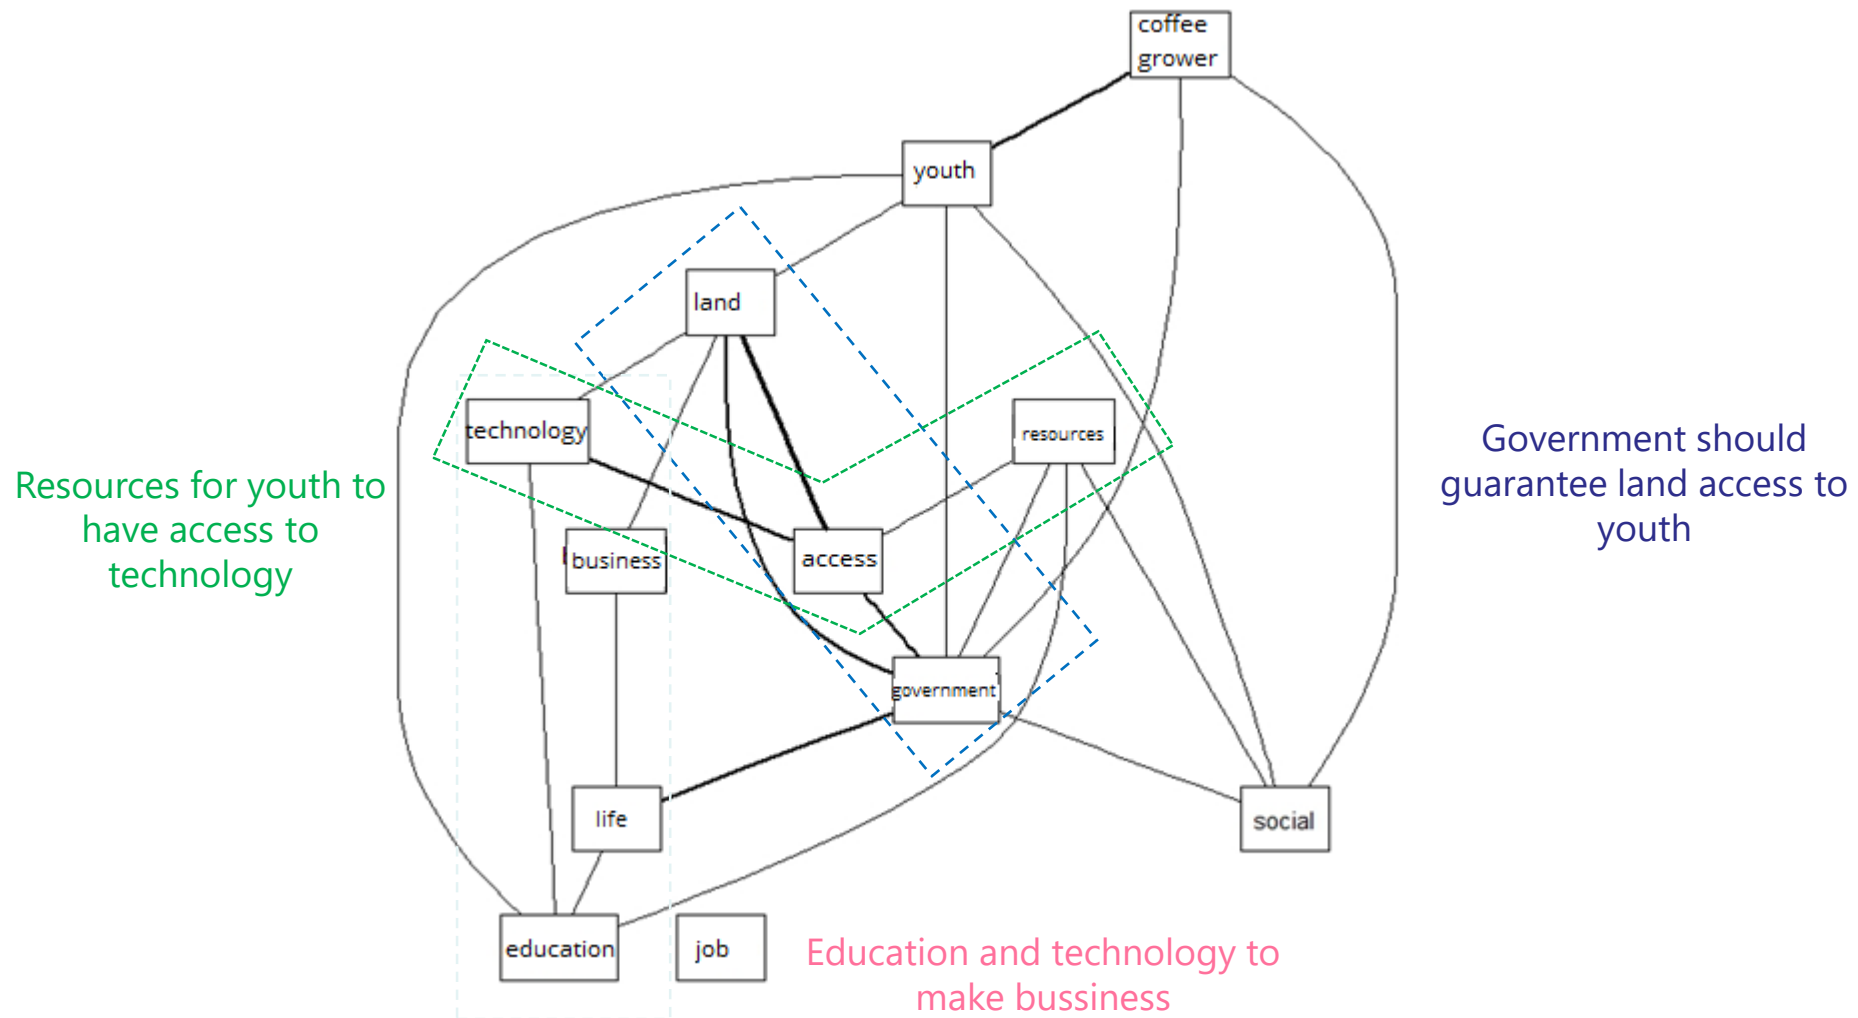 coffee
grower
youth
land
technology
resources
Government should
guarantee land access to
youth
Resources for youth to
have access to
technology
business
access
government
life
social
education
job
Education and technology to
make bussiness